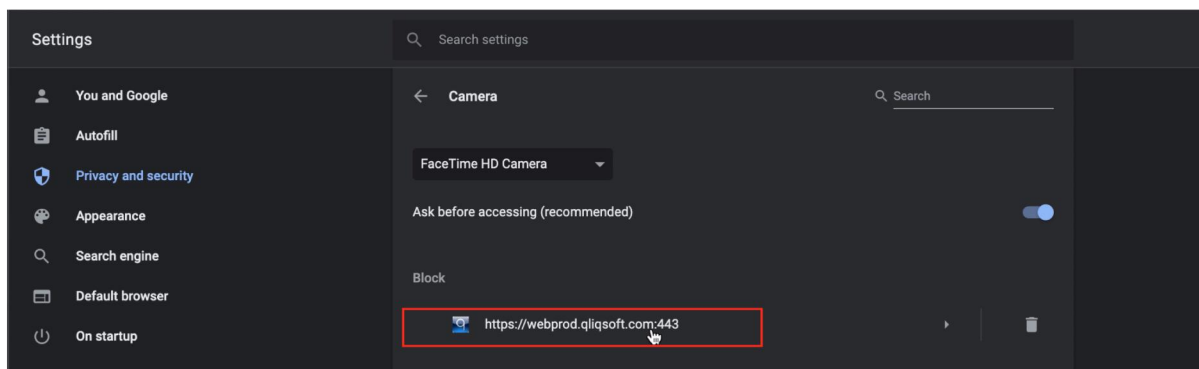 Settings
Search settings
You and Google
Autofill
Privacy and security
Appearance
Search engine
Default browser
On startup
Camera
Search
FaceTime HD Camera
Ask before accessing (recommended)
Block
https://webprod.qliqsoft.com:443